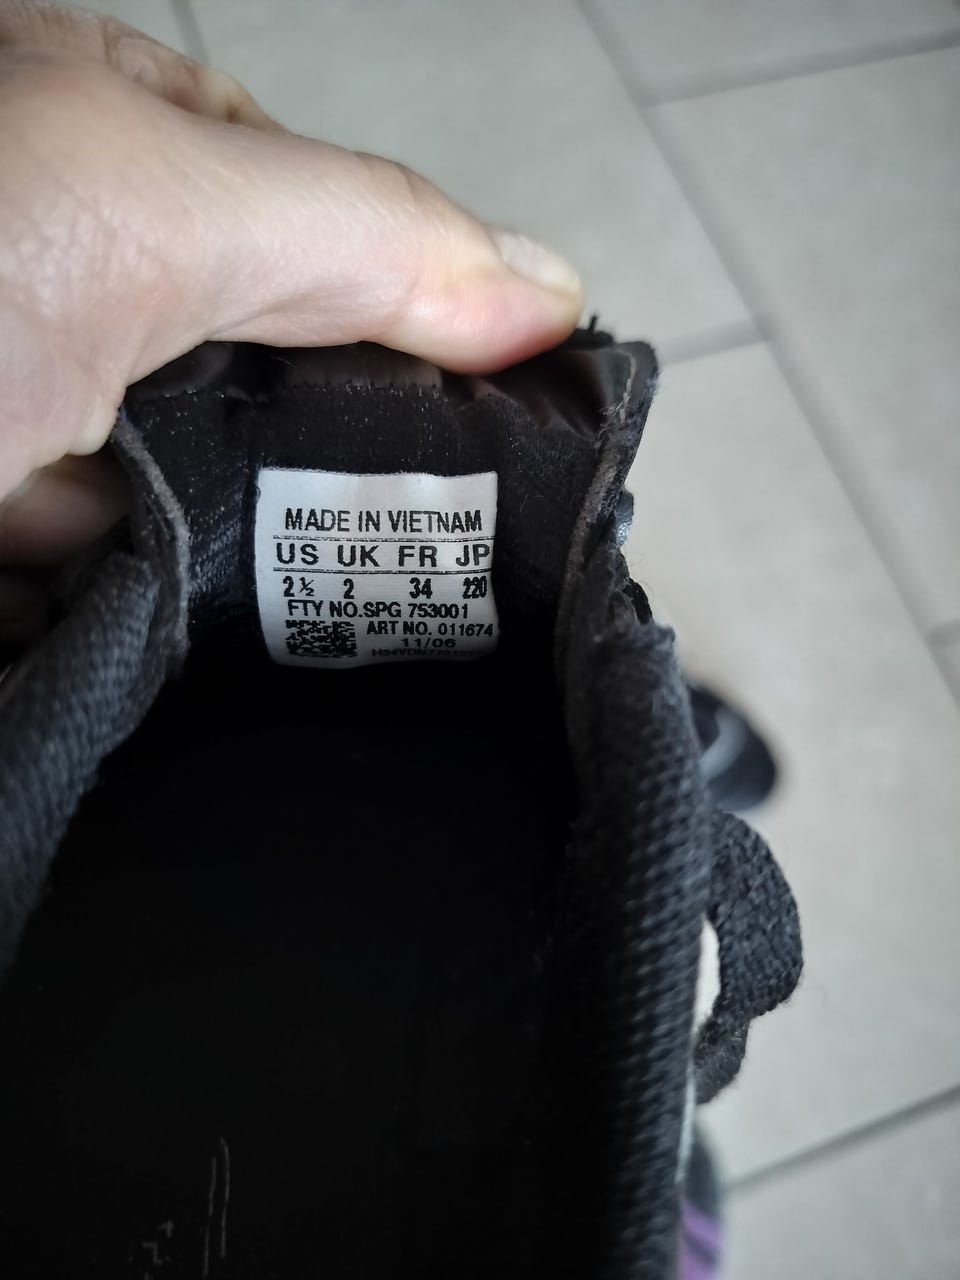 MADE IN VIETNAM
US UK FR JP
2½ 2 34 220
FTY NO.SPG 753001
ART NO. 011674
11/06